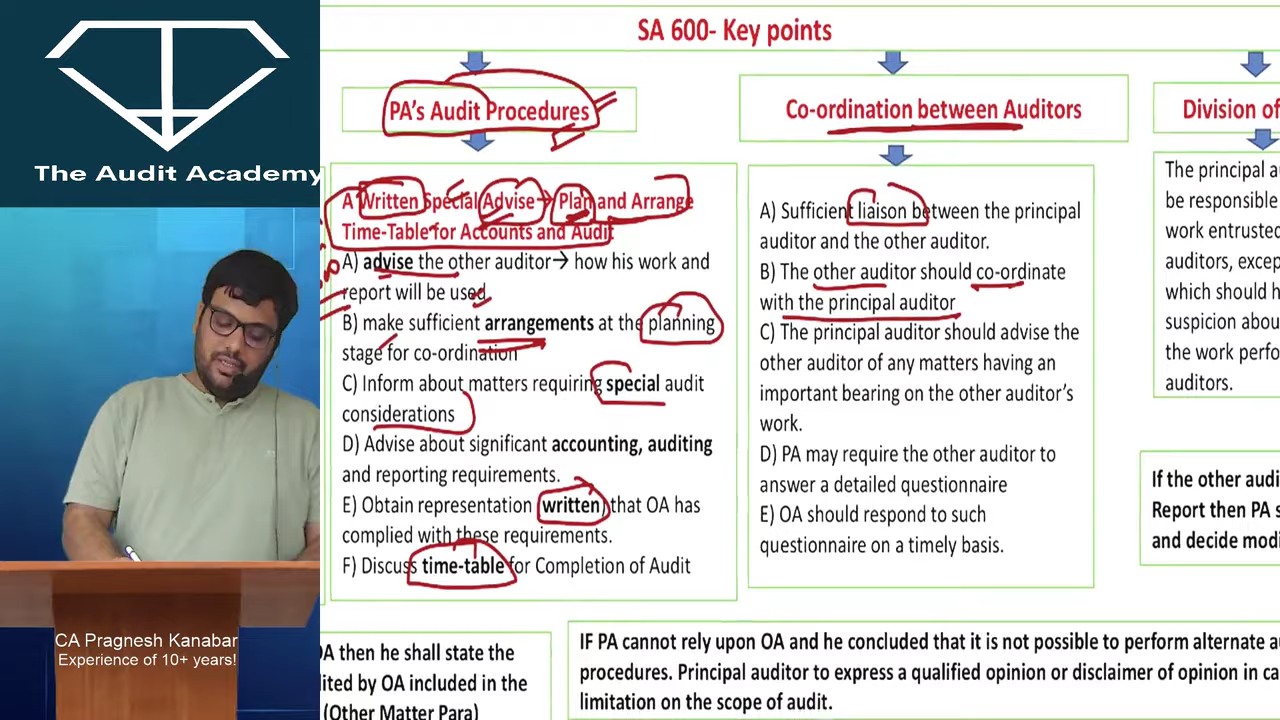 SA 600- Key points
The Audit Academy
CA Pragnesh Kanabar
Experience of 10+ years!
PA's Audit Procedures
A Written Special Advise→ Plan and Arrange
Time-Table for Accounts and Audit
A) advise the other auditor→ how his work and
report will be used
B) make sufficient arrangements at the planning
stage for co-ordination
C) Inform about matters requiring special audit
considerations
D) Advise about significant accounting, auditing
and reporting requirements.
E) Obtain representation written) that OA has
complied with these requirements.
F) Discuss time-table for Completion of Audit
Co-ordination between Auditors
A) Sufficient liaison between the principal
auditor and the other auditor.
B) The other auditor should co-ordinate
with the principal auditor
C) The principal auditor should advise the
other auditor of any matters having an
important bearing on the other auditor's
work.
D) PA may require the other auditor to
answer a detailed questionnaire
E) OA should respond to such
questionnaire on a timely basis.
Division of
The principal a
be responsible
work entrusted
auditors, excep
which should h
suspicion abou
the work perfo
auditors.
If the other audi
Report then PA s
and decide modi
OA then he shall state the
dited by OA included in the
(Other Matter Para)
IF PA cannot rely upon OA and he concluded that it is not possible to perform alternate au
procedures. Principal auditor to express a qualified opinion or disclaimer of opinion in ca
limitation on the scope of audit.